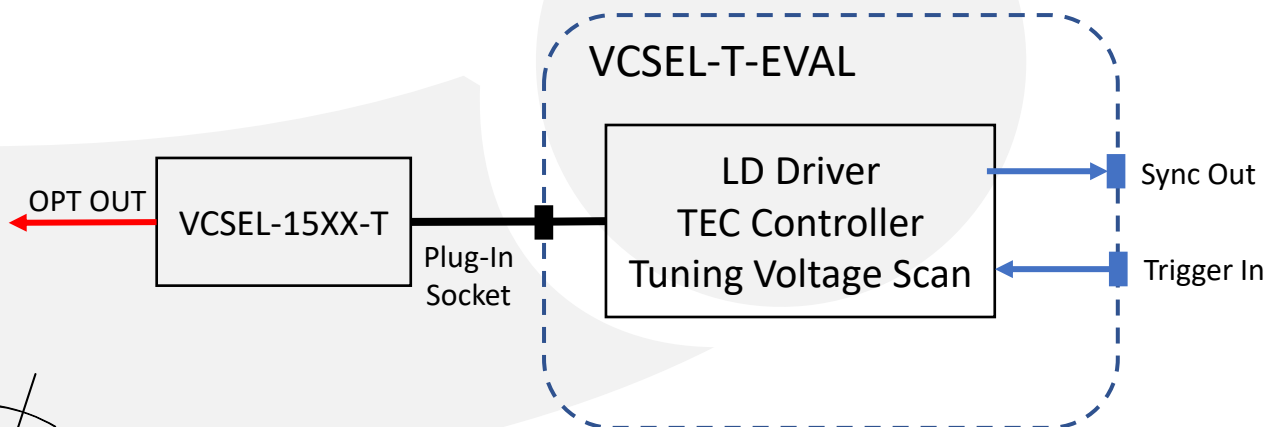 VCSEL-T-EVAL
OPT OUT
VCSEL-15XX-T
Plug-In
Socket
LD Driver
TEC Controller
Tuning Voltage Scan
Sync Out
Trigger In